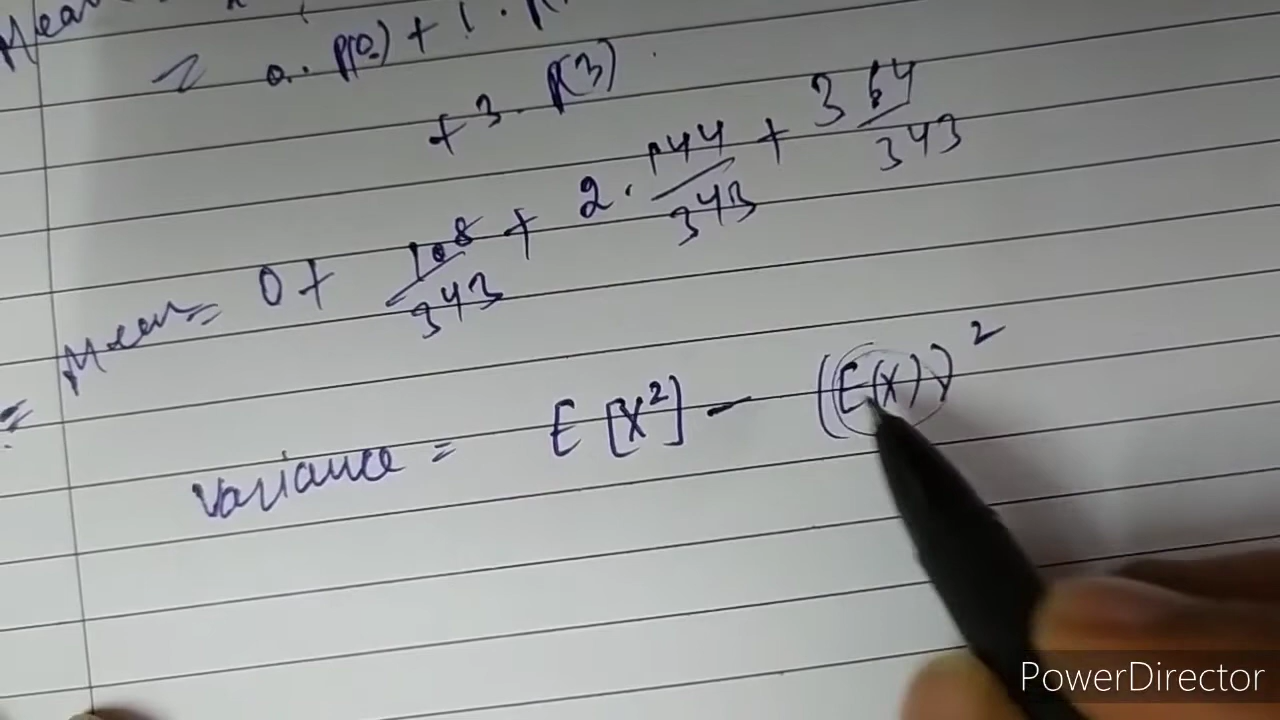 Mean
= 0. P(0) + 1. P(
+ 3. P(3)
Mean = 0 + 108/343 + 2. 144/343 + 3 64/343
=
Variance = E[X²] - (E(X))²
PowerDirector